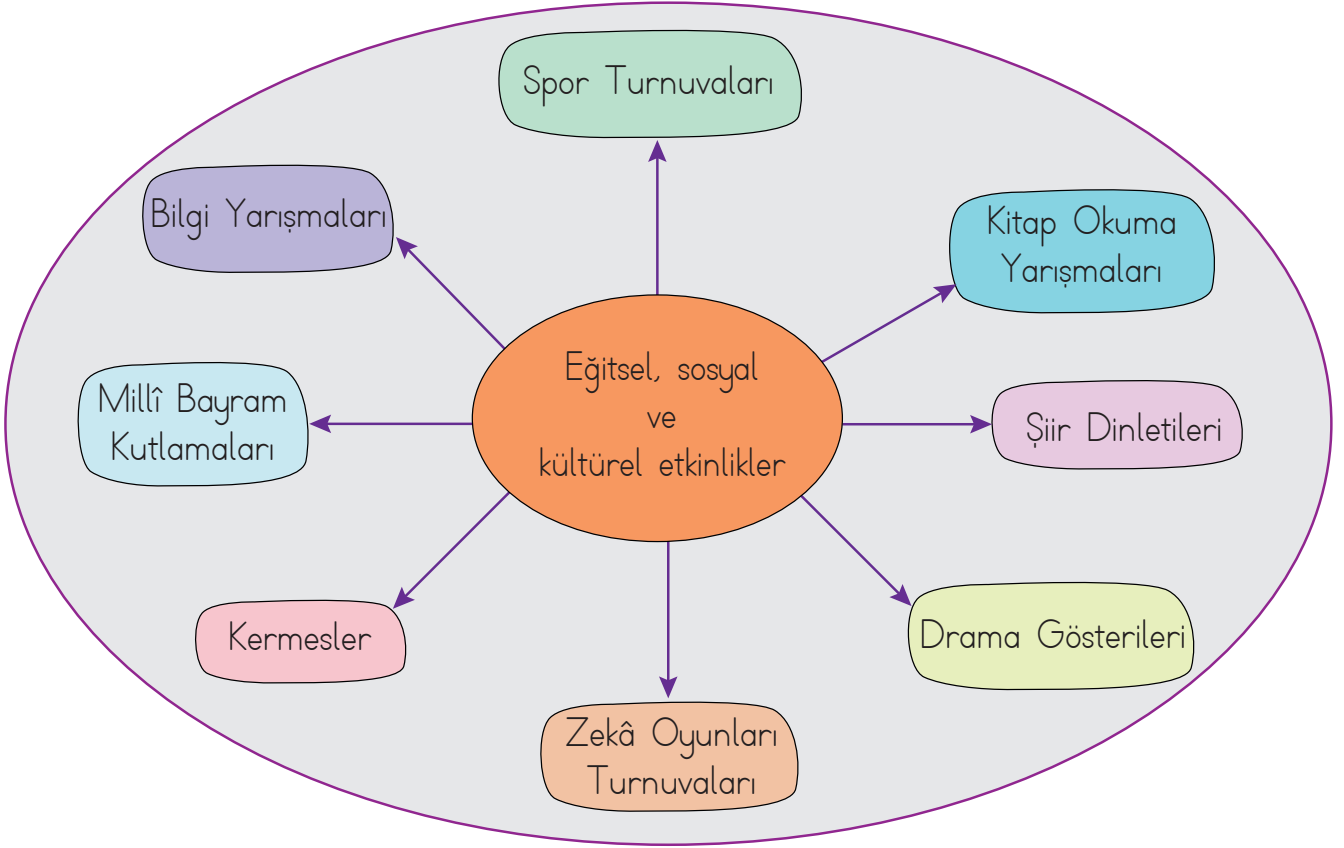 Spor Turnuvaları
Bilgi Yarışmaları
Kitap Okuma
Yarışmaları
Eğitsel, sosyal
ve
kültürel etkinlikler
Millî Bayram
Kutlamaları
Şiir Dinletileri
Kermesler
Drama Gösterileri
Zekâ Oyunları
Turnuvaları